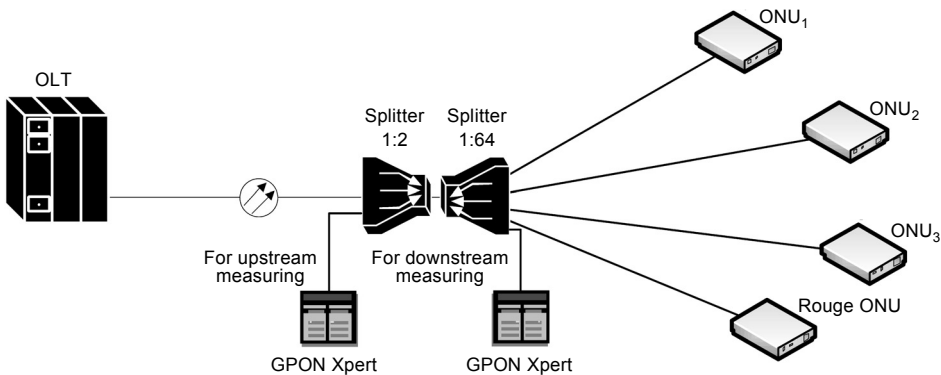 ONU1
OLT
Splitter
1:2
Splitter
1:64
ONU2
For upstream
measuring
For downstream
measuring
ONU3
Rouge ONU
GPON Xpert
GPON Xpert